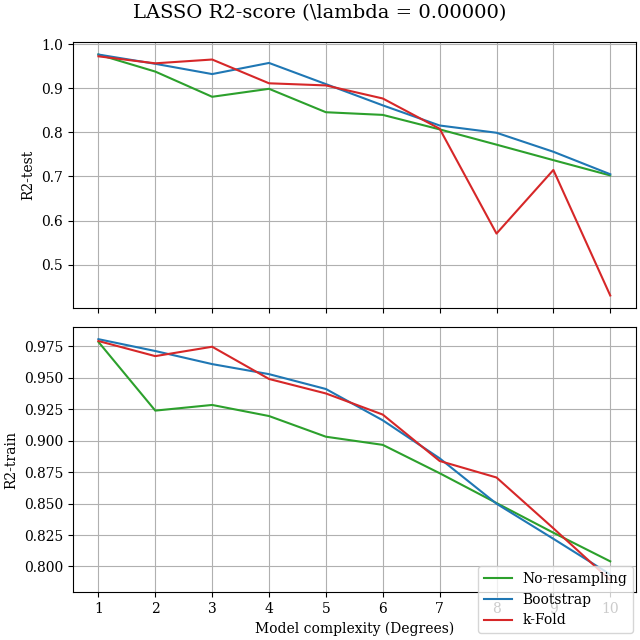 LASSO R2-score (\lambda = 0.00000)
1.0
0.9
0.8
0.7
0.6
0.5
R2-test
0.975
0.950
0.925
0.900
0.875
0.850
0.825
0.800
R2-train
1 2 3 4 5 6 7 8 9 10
Model complexity (Degrees)
No-resampling
Bootstrap
k-Fold